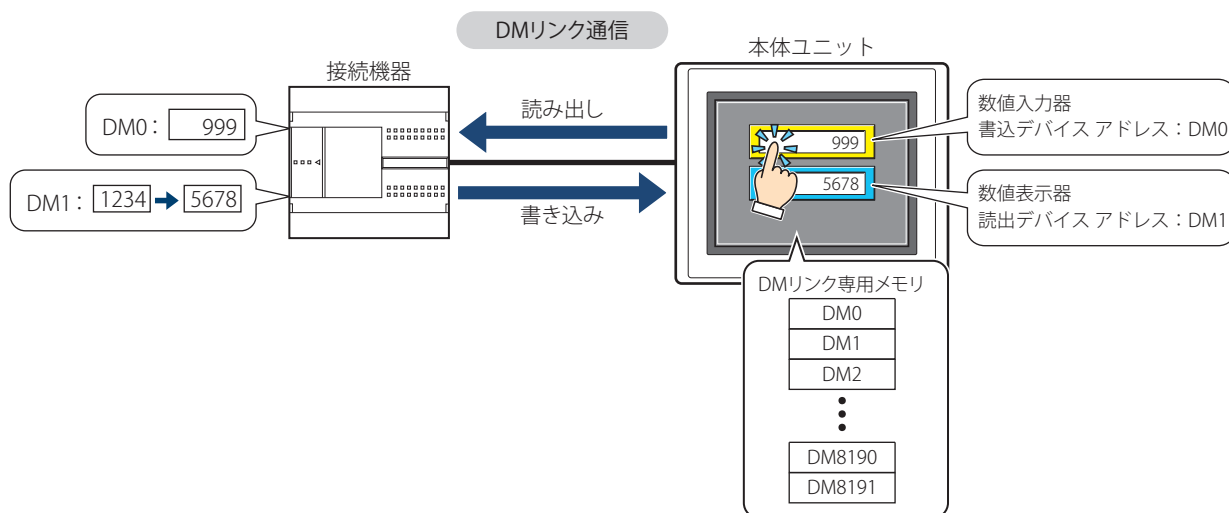 DMリンク通信
接続機器
本体ユニット
DM0： 999
DM1： 1234 5678
読み出し
書き込み
999
5678
数値入力器
書込デバイス アドレス：DM0
数値表示器
読出デバイス アドレス：DM1
DMリンク専用メモリ
DM0
DM1
DM2
DM8190
DM8191